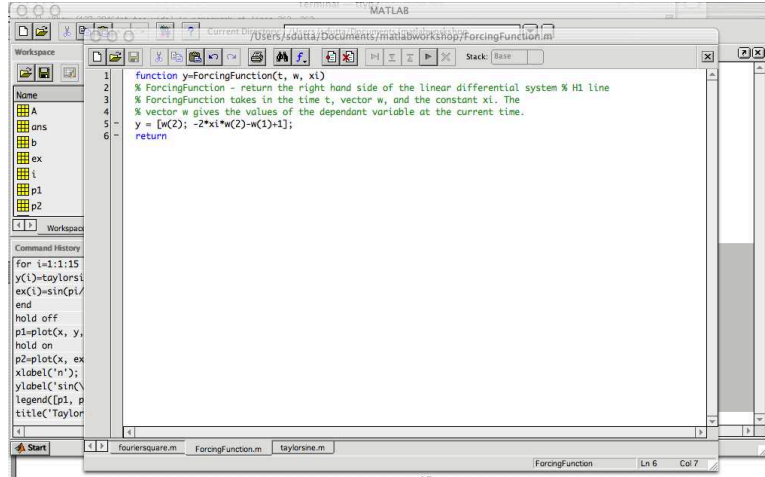 MATLAB
/Users/sdutta/Documents/matlabworkshop/ForcingFunction.m
Stack: Base
Workspace
Name
A
ans
b
ex
i
p1
p2
Workspac
1 function y=ForcingFunction(t, w, xi)
2 % ForcingFunction - return the right hand side of the linear differential system % H1 line
3 % ForcingFunction takes in the time t, vector w, and the constant xi. The
4 % vector w gives the values of the dependant variable at the current time.
5 - y = [w(2); -2*xi*w(2)-w(1)+1];
6 - return
Command History
for i=1:1:15
y(i)=taylorsi
ex(i)=sin(pi/
end
hold off
p1=plot(x, y,
hold on
p2=plot(x, ex
xlabel('n');
ylabel('sin(\
legend([p1, p
title('Taylor
Start
fouriersquare.m ForcingFunction.m taylorsine.m
ForcingFunction Ln 6 Col 7